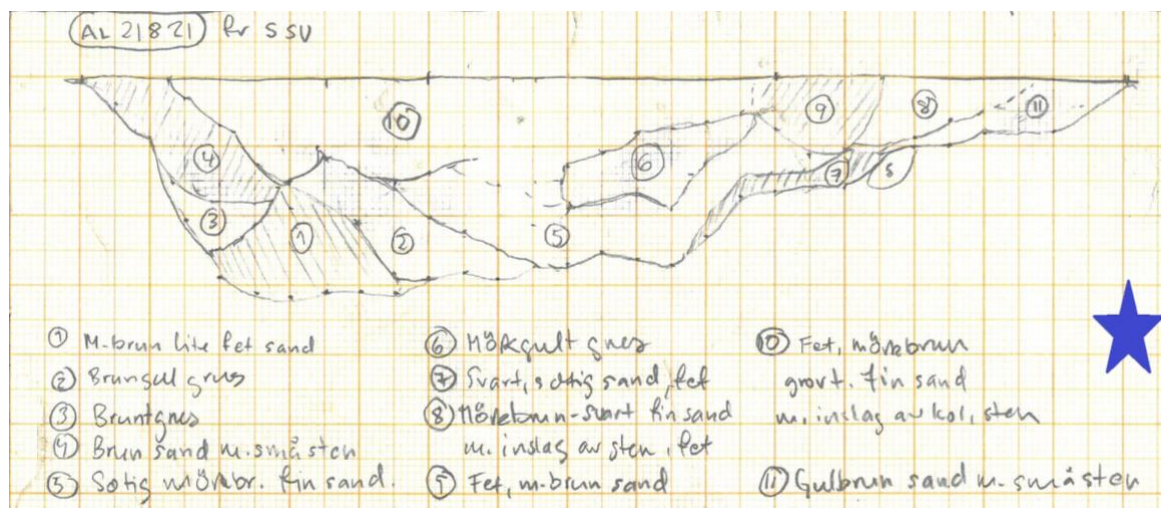 AL 21821 fr SSV
10
9
8
11
4
6
7
5
3
1
2
5
① M-brun lite fet sand
② Brungul grus
③ Bruntgrus
④ Brun sand m. småsten
⑤ Sotig mörkbr. fin sand.
⑥ Mörkgult grus
⑦ Svart, sotig sand, fet
⑧ Mörkbrun-svart fin sand
m. inslag av sten, fet
⑨ Fet, m-brun sand
⑩ Fet, mörkbrun
grovt. fin sand
m. inslag av kol, sten
⑪ Gulbrun sand m. småsten